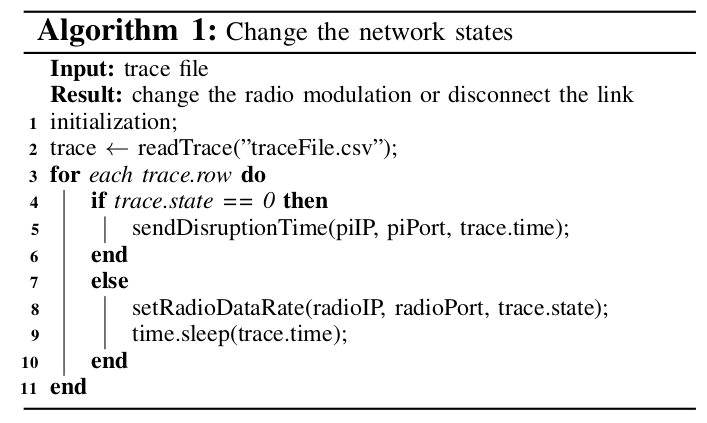 Algorithm 1: Change the network states
Input: trace file
Result: change the radio modulation or disconnect the link
1 initialization;
2 trace ← readTrace(”traceFile.csv”);
3 for each trace.row do
4 if trace.state == 0 then
5 sendDisruptionTime(piIP, piPort, trace.time);
6 end
7 else
8 setRadioDataRate(radioIP, radioPort, trace.state);
9 time.sleep(trace.time);
10 end
11 end